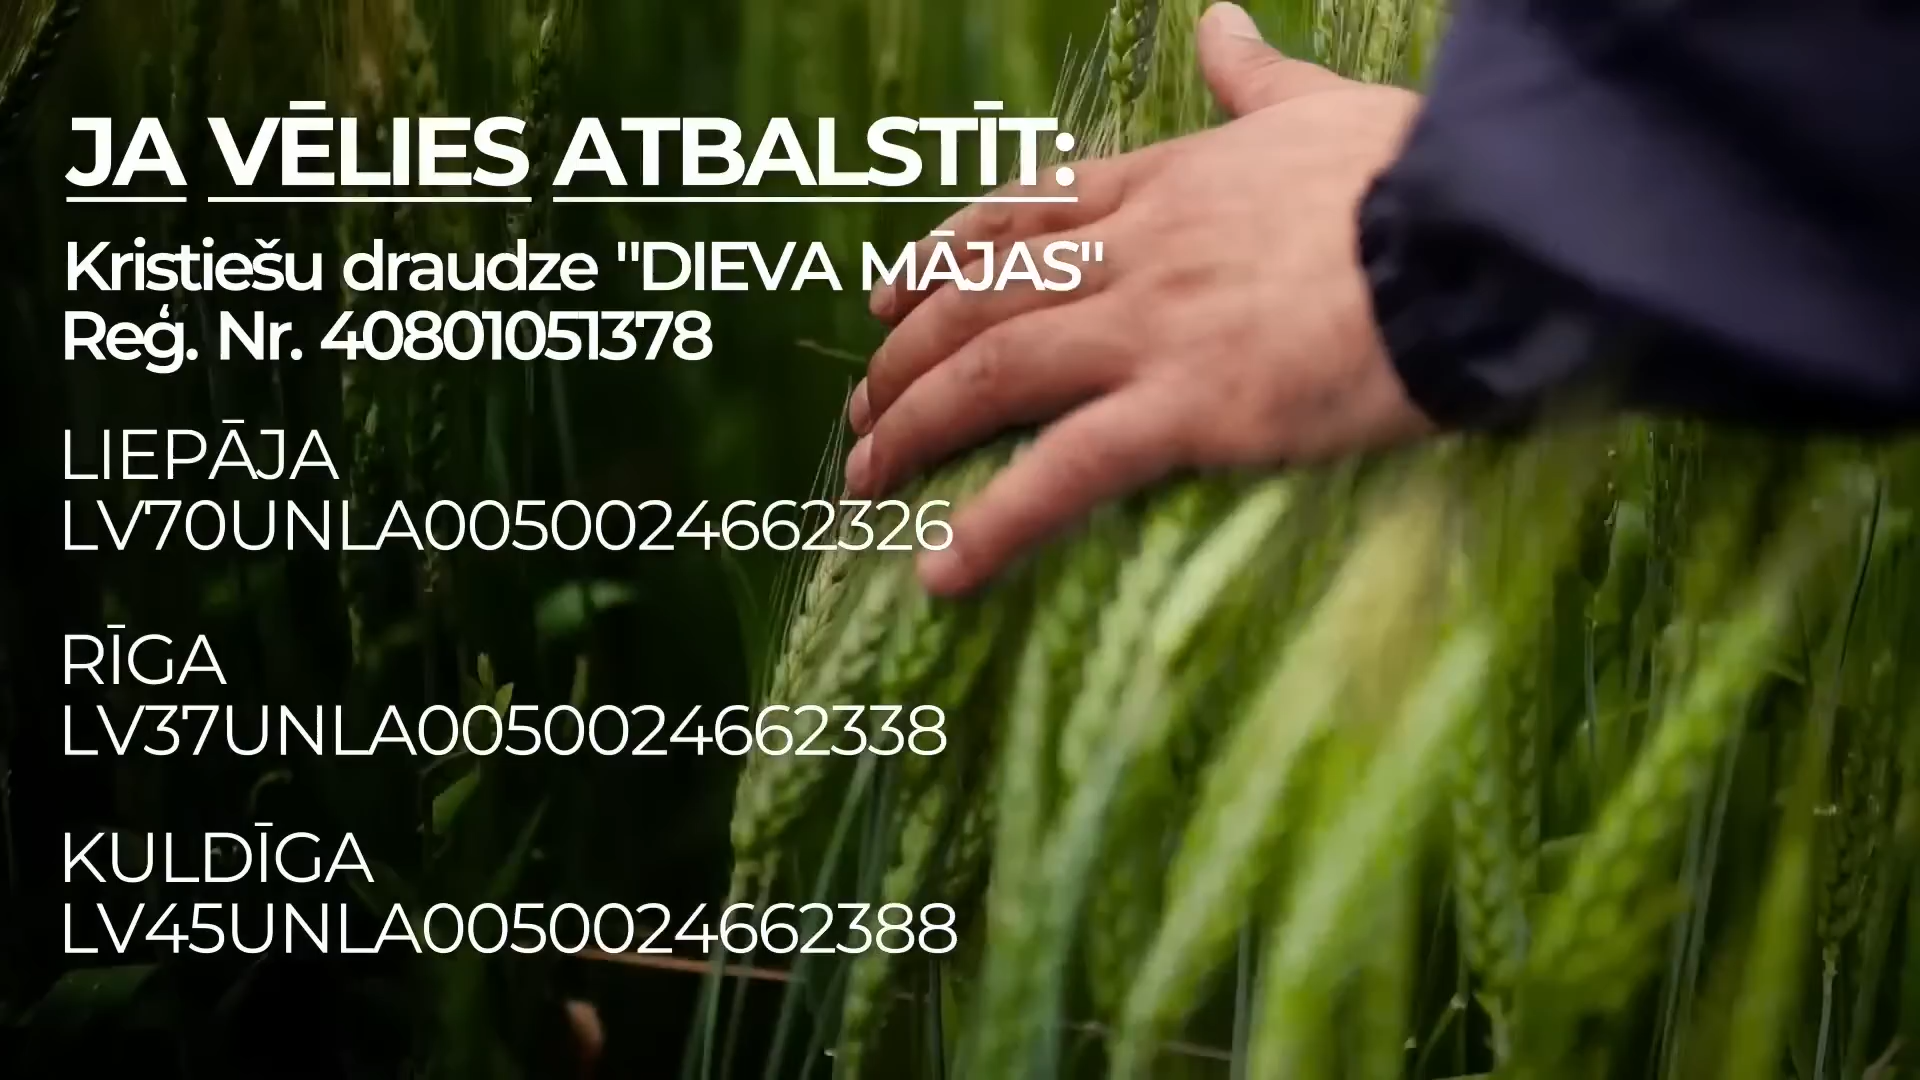 JA VĒLIES ATBALSTĪT:
Kristiešu draudze "DIEVA MĀJAS"
Reģ. Nr. 40801051378
LIEPĀJA
LV70UNLA0050024662326
RĪGA
LV37UNLA0050024662338
KULDĪGA
LV45UNLA0050024662388